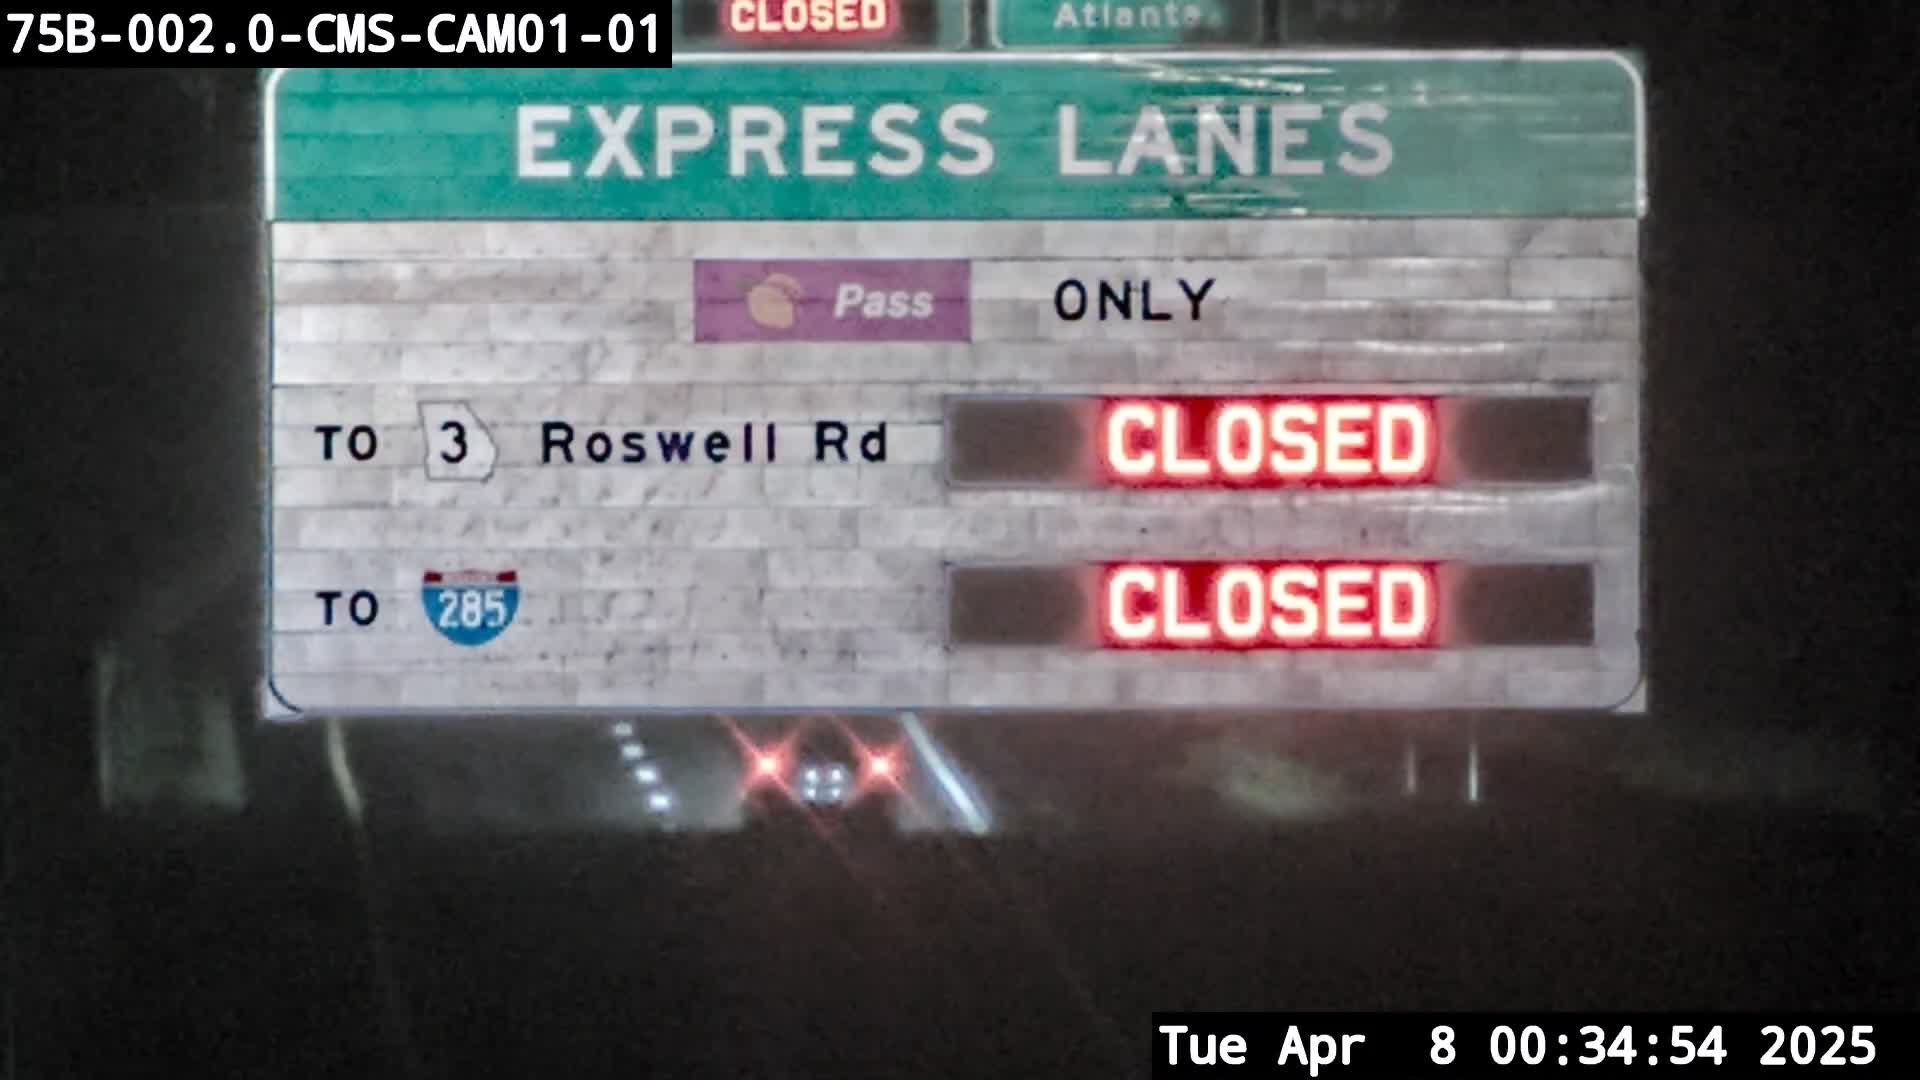 75B-002.0-CMS-CAM01-01
CLOSED
Atlanta
EXPRESS LANES
Pass ONLY
TO 3 Roswell Rd CLOSED
TO 285 CLOSED
Tue Apr 8 00:34:54 2025